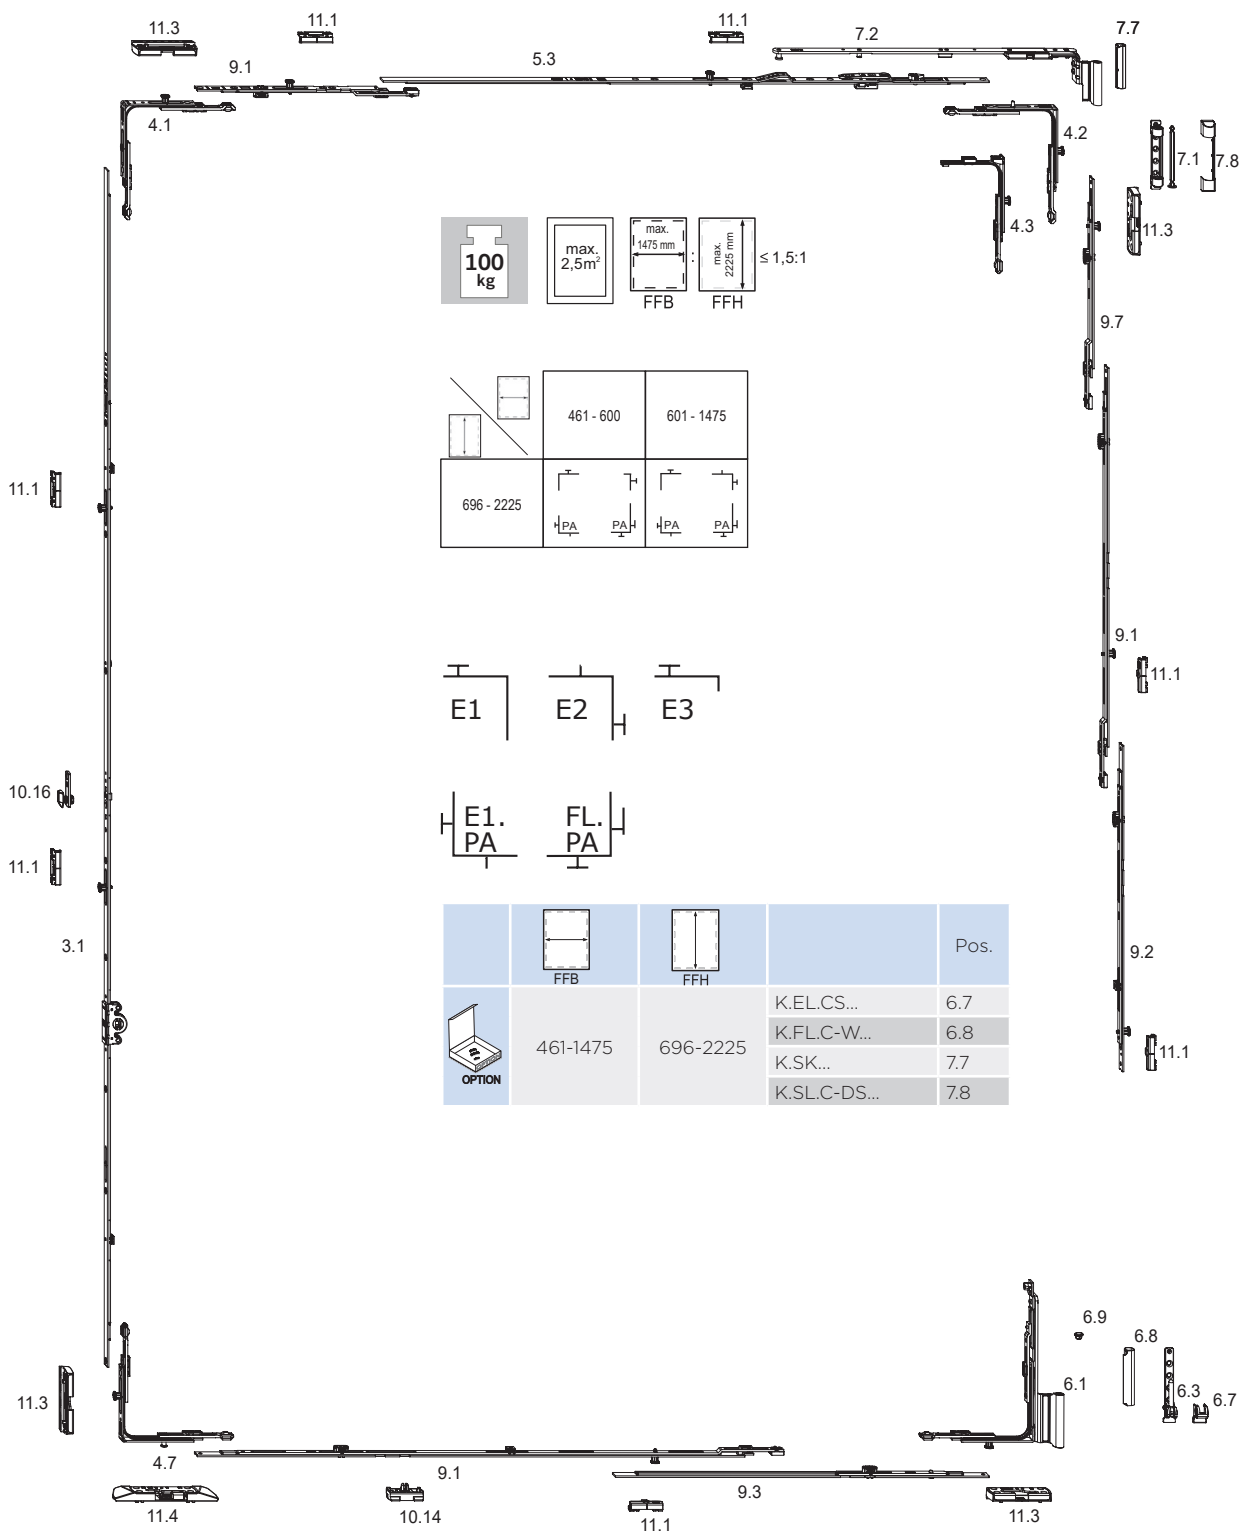 11.3
11.1
11.1
7.2
7.7
9.1
5.3
4.1
4.2
7.1
7.8
4.3
11.3
100
kg
max.
2,5m²
max.
1475 mm
FFB
:
max.
2225 mm
FFH
≤ 1,5:1
9.7
461 - 600
601 - 1475
696 - 2225
PA
PA
PA
PA
11.1
9.1
11.1
E1
E2
E3
10.16
11.1
E1.
PA
FL.
PA
3.1
9.2
11.1
FFB
FFH
Pos.
OPTION
461-1475
696-2225
K.EL.CS...
6.7
K.FL.C-W...
6.8
K.SK...
7.7
K.SL.C-DS...
7.8
6.9
6.8
6.1
6.3
6.7
11.3
4.7
9.1
9.3
11.4
10.14
11.1
11.3